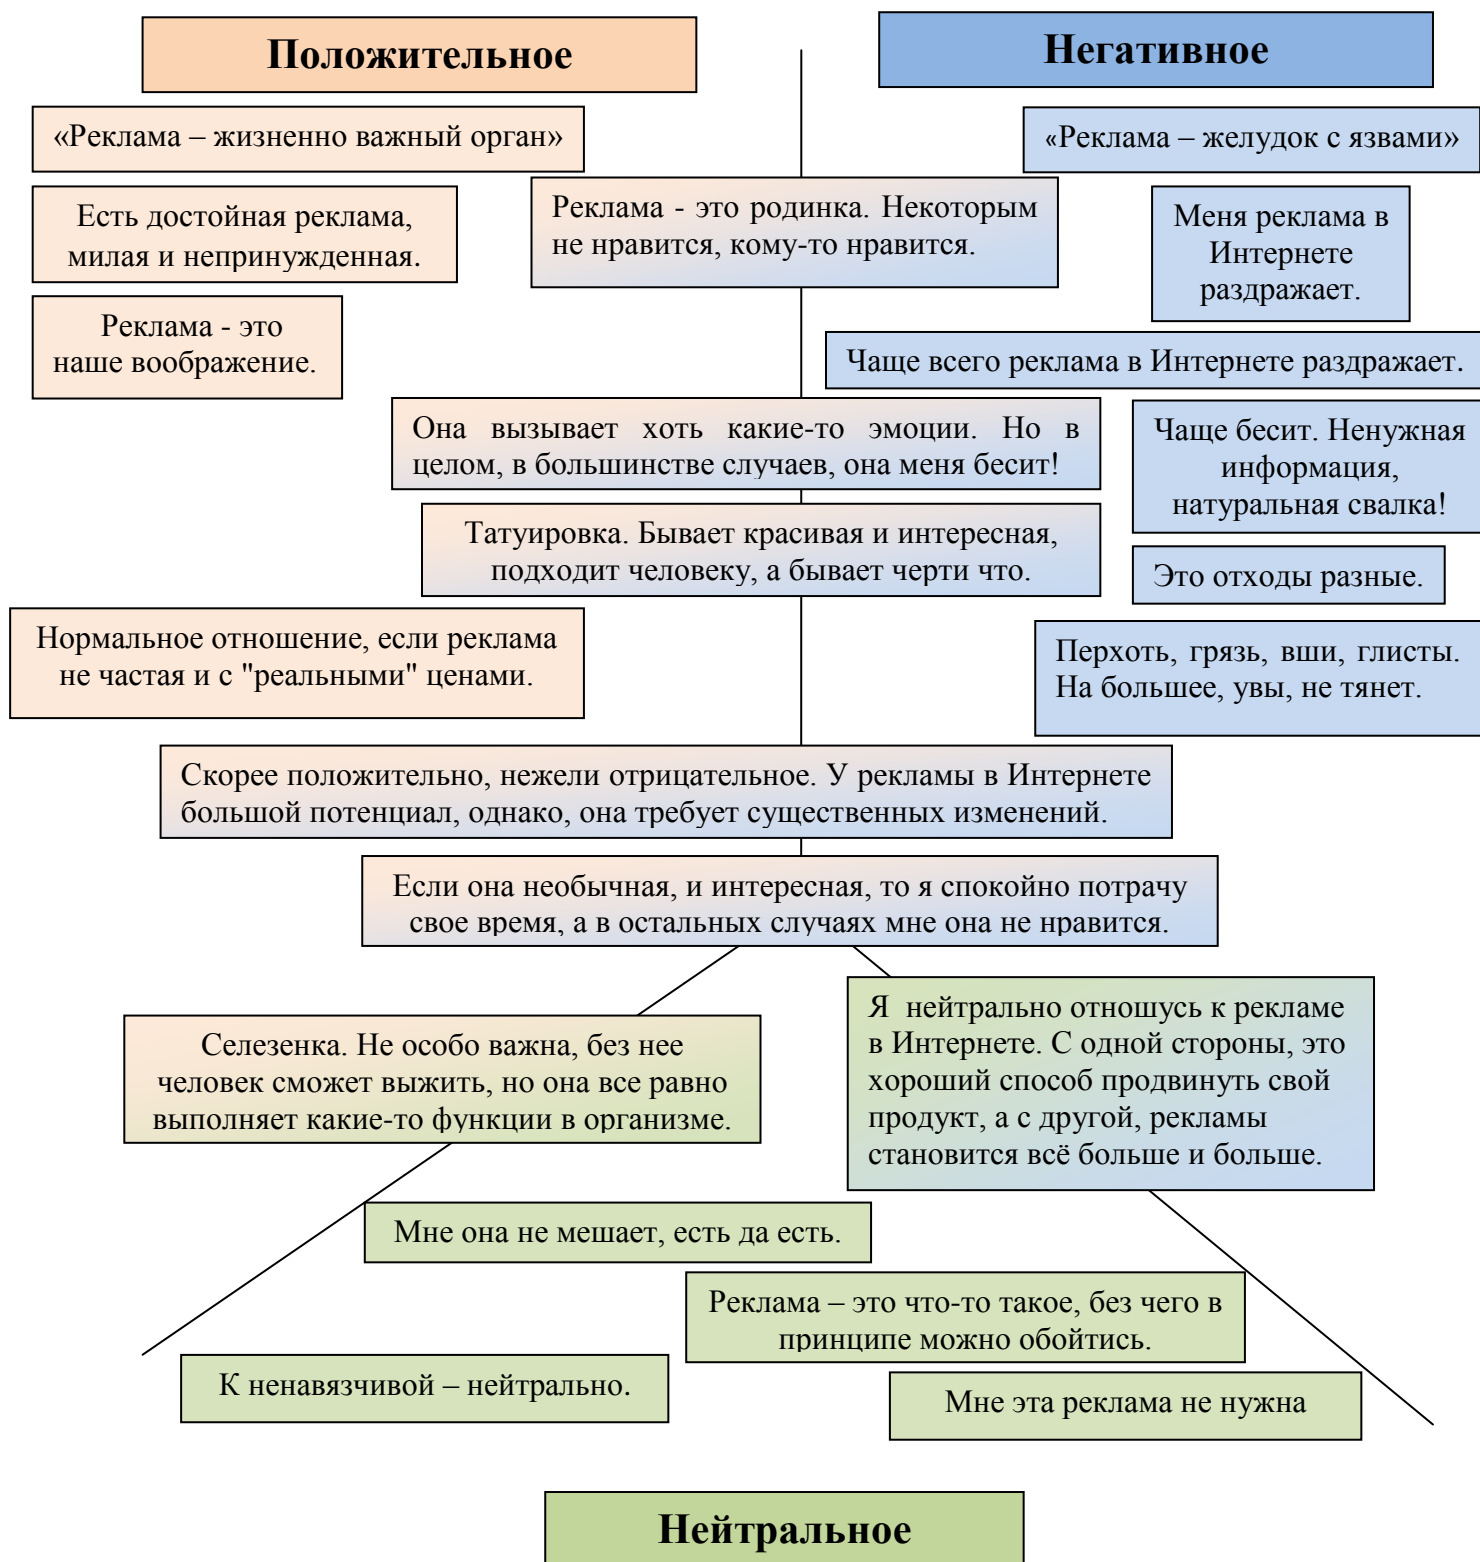 Положительное
Негативное
«Реклама – жизненно важный орган»
«Реклама – желудок с язвами»
Есть достойная реклама,
милая и непринужденная.
Реклама - это родинка. Некоторым
не нравится, кому-то нравится.
Меня реклама в
Интернете
раздражает.
Реклама - это
наше воображение.
Чаще всего реклама в Интернете раздражает.
Она вызывает хоть какие-то эмоции. Но в
целом, в большинстве случаев, она меня бесит!
Чаще бесит. Ненужная
информация,
натуральная свалка!
Татуировка. Бывает красивая и интересная,
подходит человеку, а бывает черти что.
Это отходы разные.
Нормальное отношение, если реклама
не частая и с "реальными" ценами.
Перхоть, грязь, вши, глисты.
На большее, увы, не тянет.
Скорее положительно, нежели отрицательное. У рекламы в Интернете
большой потенциал, однако, она требует существенных изменений.
Если она необычная, и интересная, то я спокойно потрачу
свое время, а в остальных случаях мне она не нравится.
Селезенка. Не особо важна, без нее
человек сможет выжить, но она все равно
выполняет какие-то функции в организме.
Я нейтрально отношусь к рекламе
в Интернете. С одной стороны, это
хороший способ продвинуть свой
продукт, а с другой, рекламы
становится всё больше и больше.
Мне она не мешает, есть да есть.
Реклама – это что-то такое, без чего в
принципе можно обойтись.
К ненавязчивой – нейтрально.
Мне эта реклама не нужна
Нейтральное